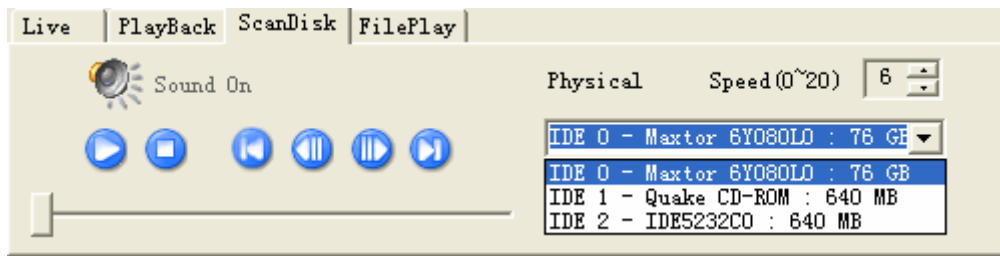 Live PlayBack ScanDisk FilePlay
Sound On
Physical Speed(0~20) 6
IDE 0 - Maxtor 6Y080L0 : 76 GB
IDE 0 - Maxtor 6Y080L0 : 76 GB
IDE 1 - Quake CD-ROM : 640 MB
IDE 2 - IDE5232C0 : 640 MB